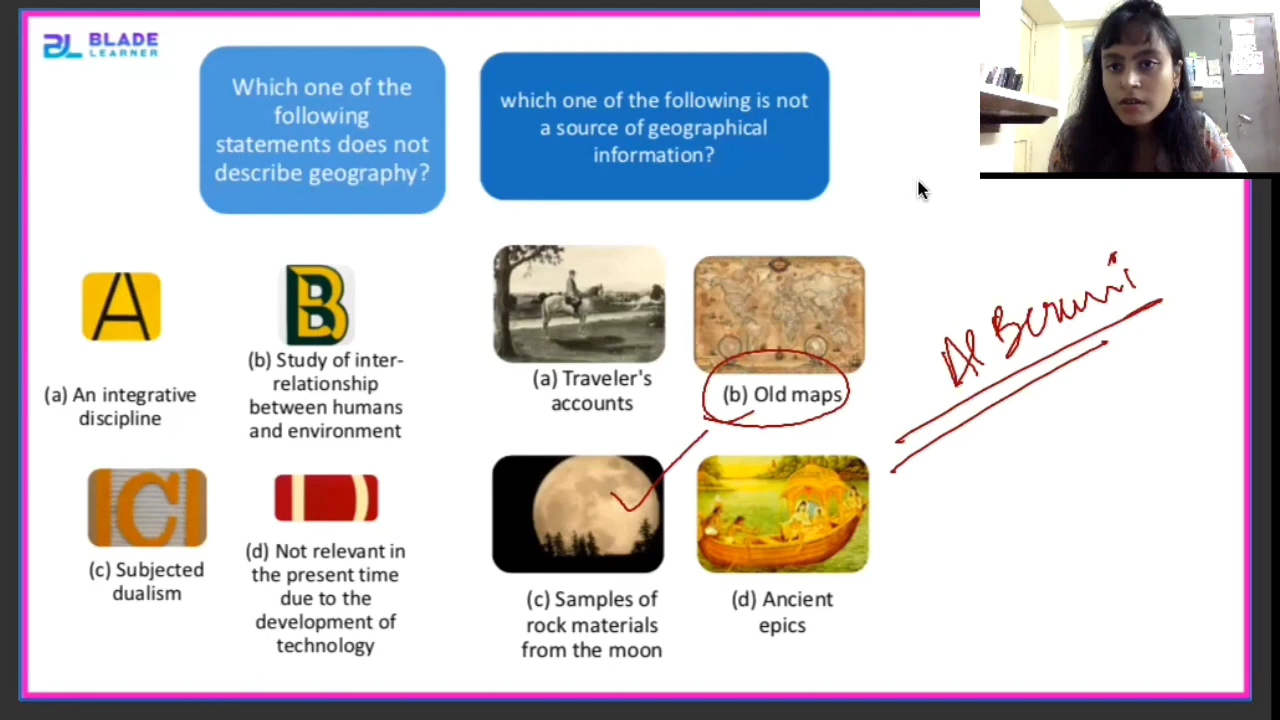 BL BLADE
LEARNER
Which one of the
following
statements does not
describe geography?
which one of the following is not
a source of geographical
information?
A
B
(a) An integrative
discipline
(b) Study of inter-
relationship
between humans
and environment
C
(c) Subjected
dualism
(d) Not relevant in
the present time
due to the
development of
technology
(a) Traveler's
accounts
(b) Old maps
(c) Samples of
rock materials
from the moon
(d) Ancient
epics
Al Beruni